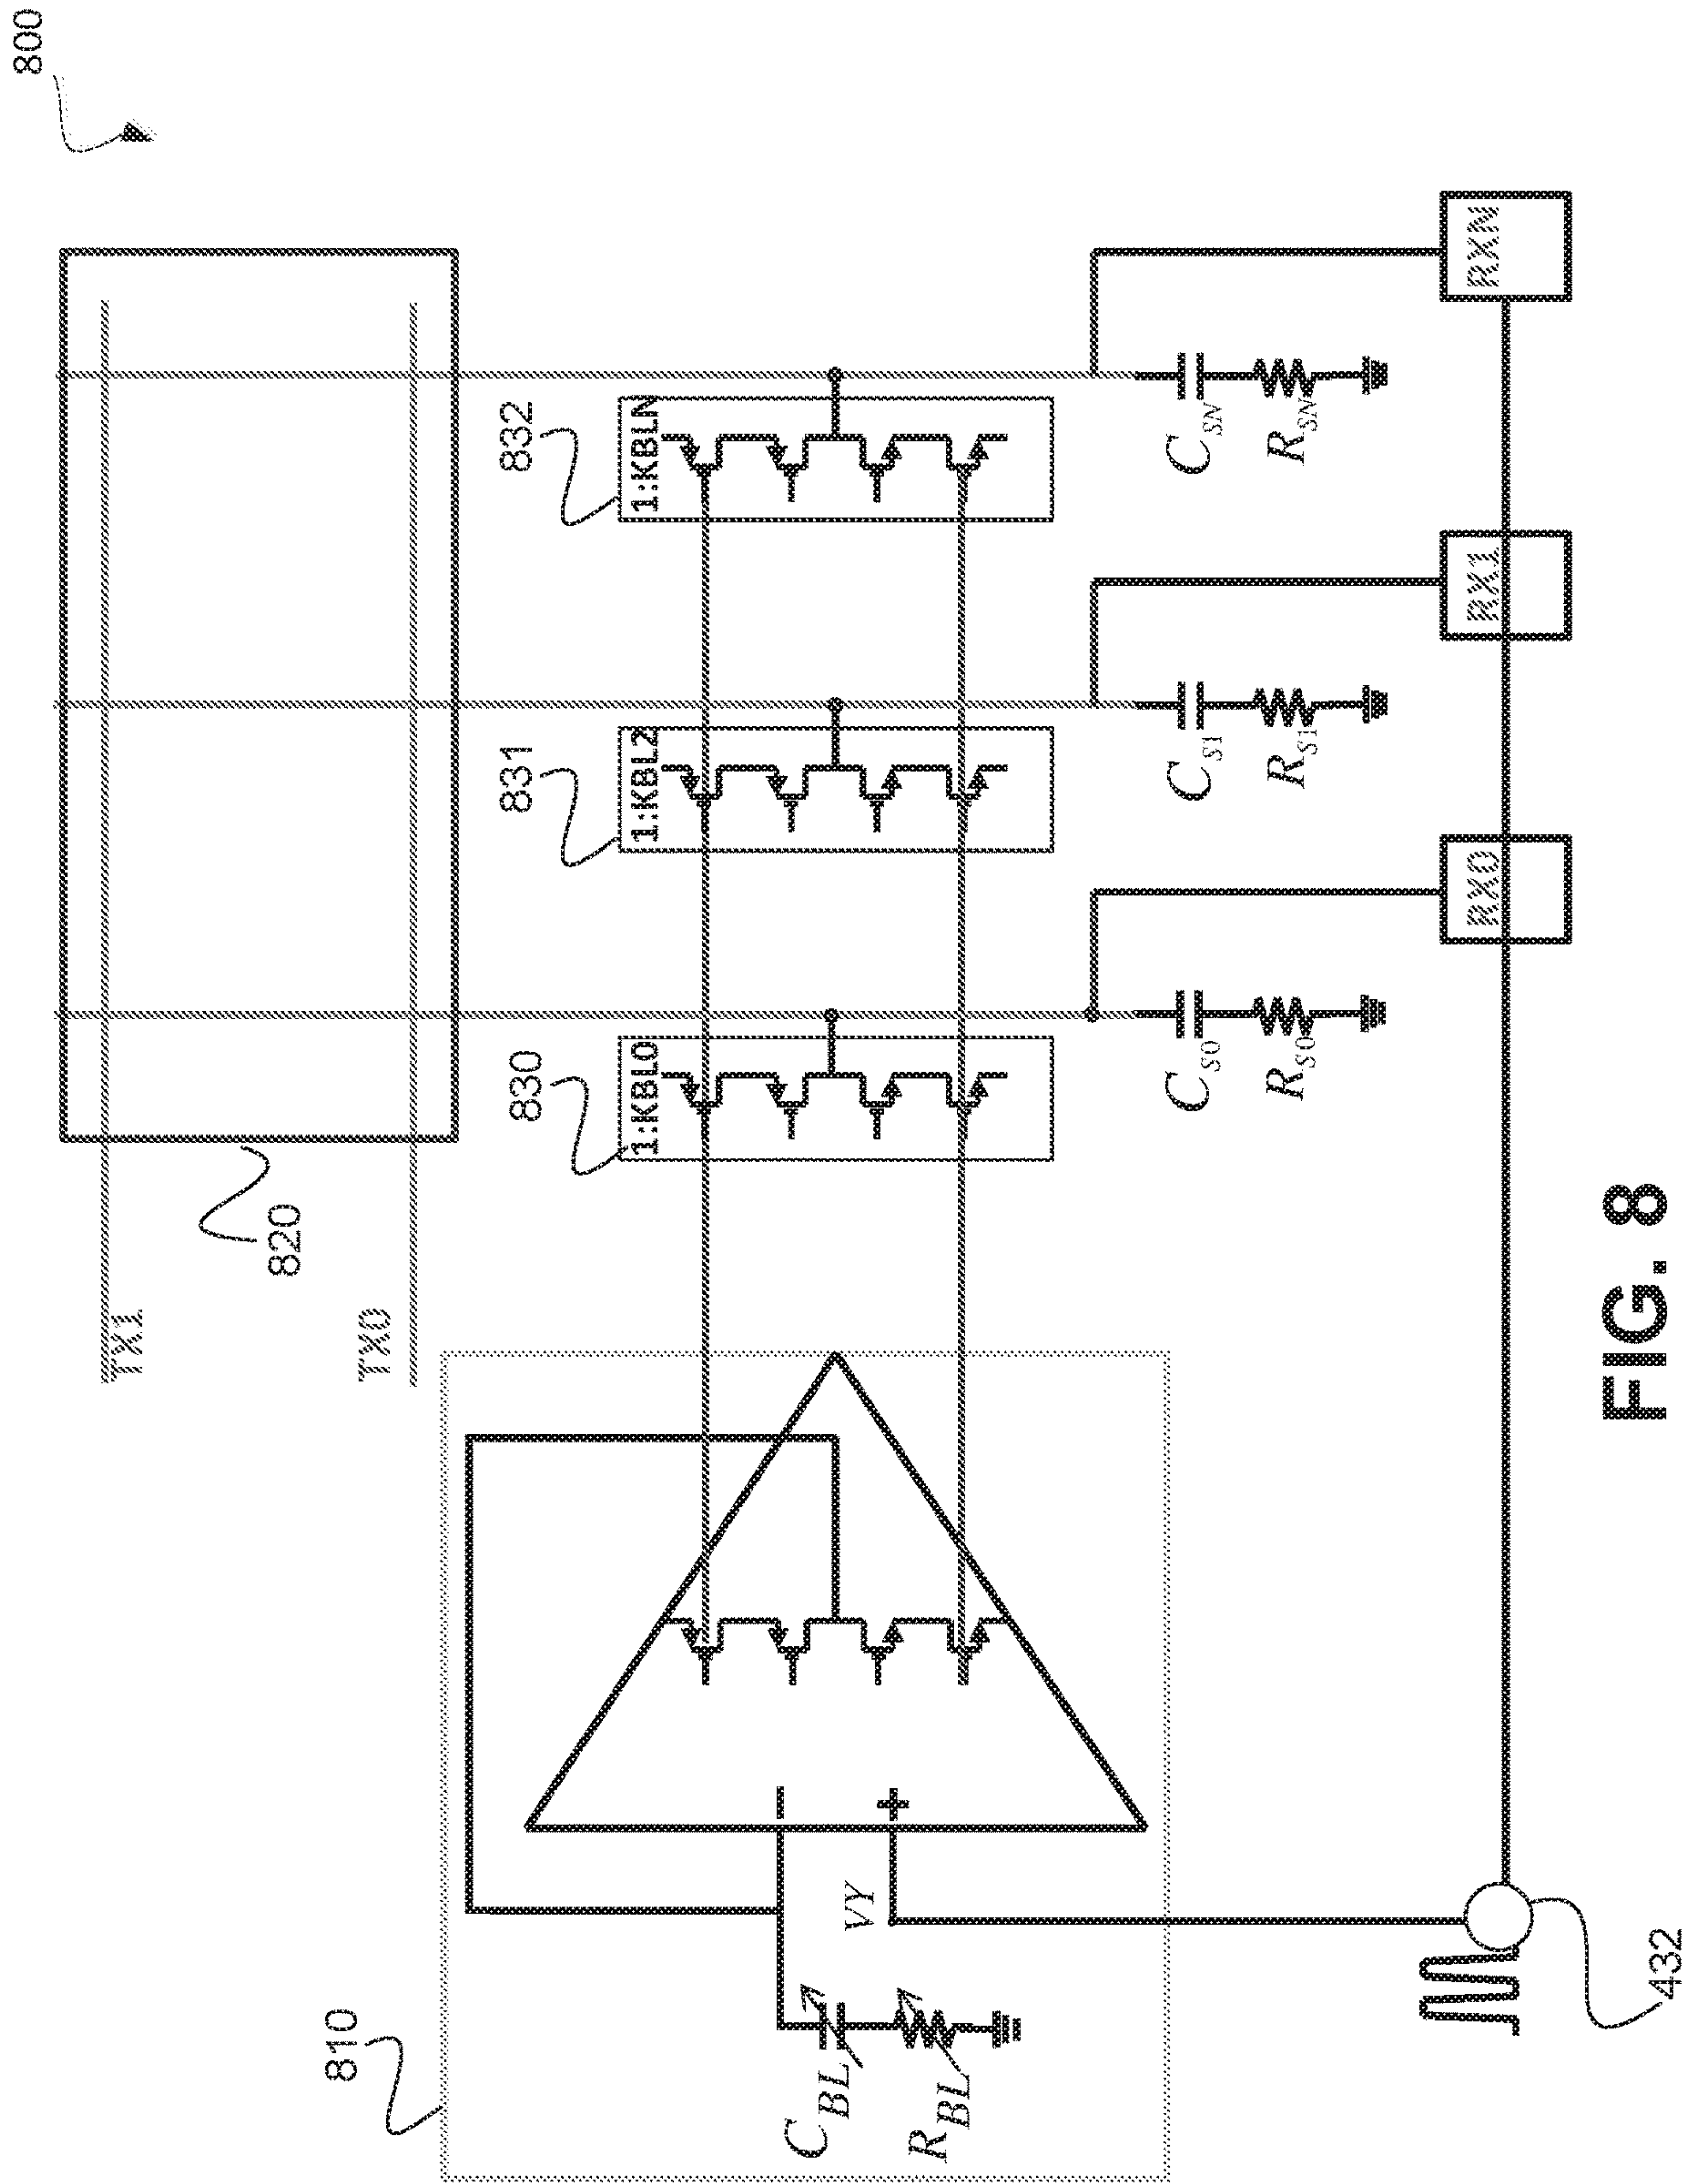 800
TX1
820
TX0
810
830
1:KBL0
831
1:KBL2
832
1:KBLN
VY
C_BL
R_BL
C_S0
R_S0
C_S1
R_S1
C_SN
R_SN
RX0
RX1
RXN
432
FIG. 8